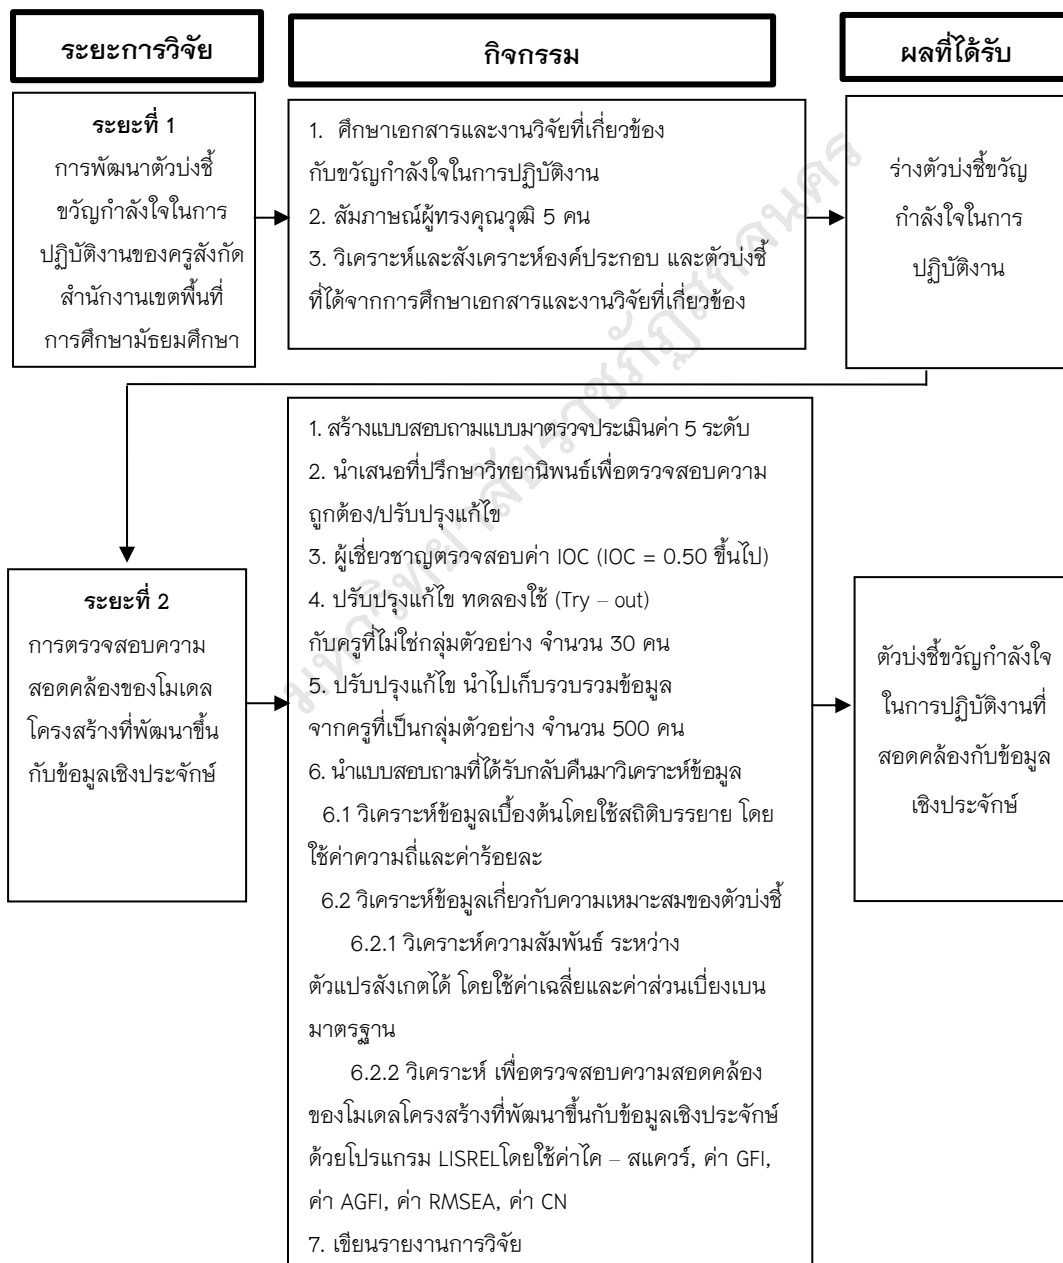 ระยะการวิจัย
กิจกรรม
ผลที่ได้รับ
ระยะที่ 1
การพัฒนาตัวบ่งชี้
ขวัญกำลังใจในการ
ปฏิบัติงานของครูสังกัด
สำนักงานเขตพื้นที่
การศึกษามัธยมศึกษา
1. ศึกษาเอกสารและงานวิจัยที่เกี่ยวข้อง
กับขวัญกำลังใจในการปฏิบัติงาน
2. สัมภาษณ์ผู้ทรงคุณวุฒิ 5 คน
3. วิเคราะห์และสังเคราะห์องค์ประกอบ และตัวบ่งชี้
ที่ได้จากการศึกษาเอกสารและงานวิจัยที่เกี่ยวข้อง
ร่างตัวบ่งชี้ขวัญ
กำลังใจในการ
ปฏิบัติงาน
ระยะที่ 2
การตรวจสอบความ
สอดคล้องของโมเดล
โครงสร้างที่พัฒนาขึ้น
กับข้อมูลเชิงประจักษ์
1. สร้างแบบสอบถามแบบมาตรวจประเมินค่า 5 ระดับ
2. นำเสนอที่ปรึกษาวิทยานิพนธ์เพื่อตรวจสอบความ
ถูกต้อง/ปรับปรุงแก้ไข
3. ผู้เชี่ยวชาญตรวจสอบค่า IOC (IOC = 0.50 ขึ้นไป)
4. ปรับปรุงแก้ไข ทดลองใช้ (Try – out)
กับครูที่ไม่ใช่กลุ่มตัวอย่าง จำนวน 30 คน
5. ปรับปรุงแก้ไข นำไปเก็บรวบรวมข้อมูล
จากครูที่เป็นกลุ่มตัวอย่าง จำนวน 500 คน
6. นำแบบสอบถามที่ได้รับกลับคืนมาวิเคราะห์ข้อมูล
6.1 วิเคราะห์ข้อมูลเบื้องต้นโดยใช้สถิติบรรยาย โดย
ใช้ค่าความถี่และค่าร้อยละ
6.2 วิเคราะห์ข้อมูลเกี่ยวกับความเหมาะสมของตัวบ่งชี้
6.2.1 วิเคราะห์ความสัมพันธ์ ระหว่าง
ตัวแปรสังเกตได้ โดยใช้ค่าเฉลี่ยและค่าส่วนเบี่ยงเบน
มาตรฐาน
6.2.2 วิเคราะห์ เพื่อตรวจสอบความสอดคล้อง
ของโมเดลโครงสร้างที่พัฒนาขึ้นกับข้อมูลเชิงประจักษ์
ด้วยโปรแกรม LISRELโดยใช้ค่าไค – สแควร์, ค่า GFI,
ค่า AGFI, ค่า RMSEA, ค่า CN
7. เขียนรายงานการวิจัย
ตัวบ่งชี้ขวัญกำลังใจ
ในการปฏิบัติงานที่
สอดคล้องกับข้อมูล
เชิงประจักษ์
มหาวิทยาลัยราชภัฏสกลนคร